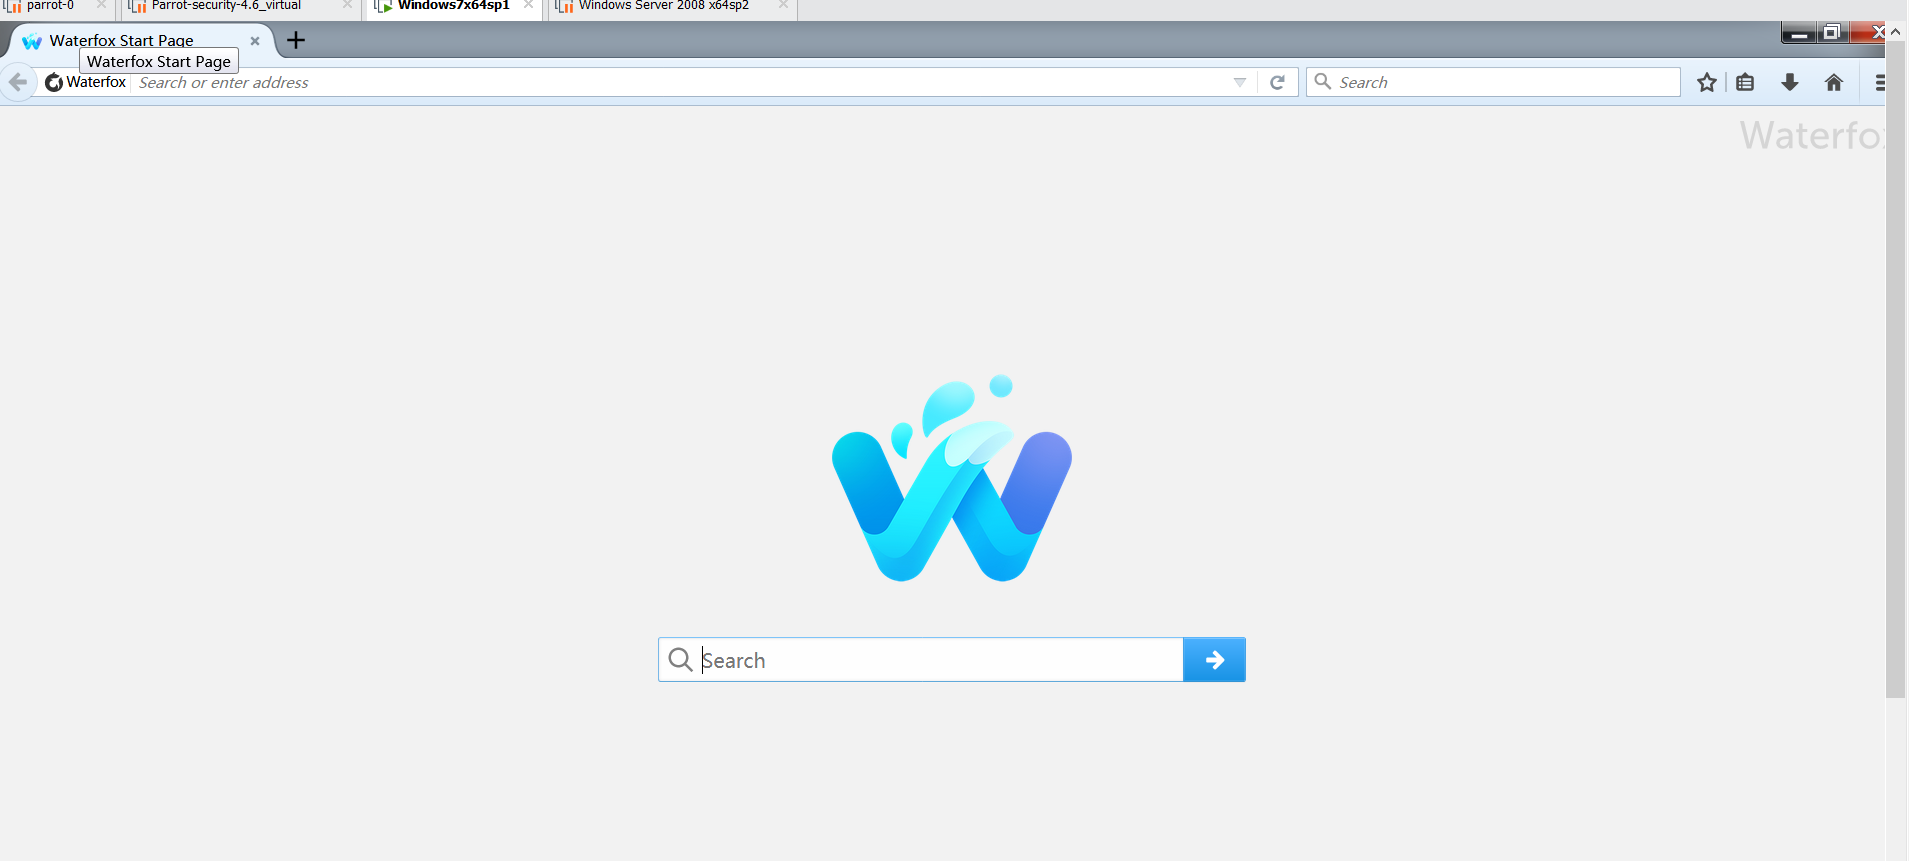 parrot-0 Parrot-security-4.6_virtual Windows7x64sp1 Windows Server 2008 x64sp2
Waterfox Start Page
Waterfox Start Page
Waterfox Search or enter address Search
Waterfox
Search